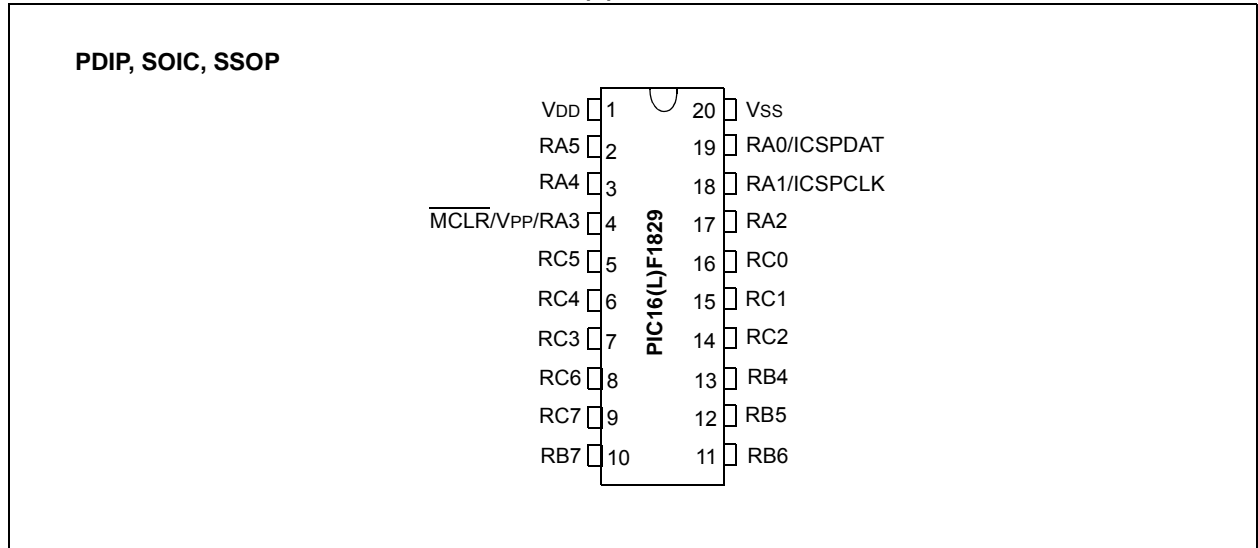 PDIP, SOIC, SSOP
VDD 1 20 VSS
RA5 2 19 RA0/ICSPDAT
RA4 3 18 RA1/ICSPCLK
MCLR/VPP/RA3 4 17 RA2
RC5 5 16 RC0
RC4 6 15 RC1
RC3 7 14 RC2
RC6 8 13 RB4
RC7 9 12 RB5
RB7 10 11 RB6
PIC16(L)F1829